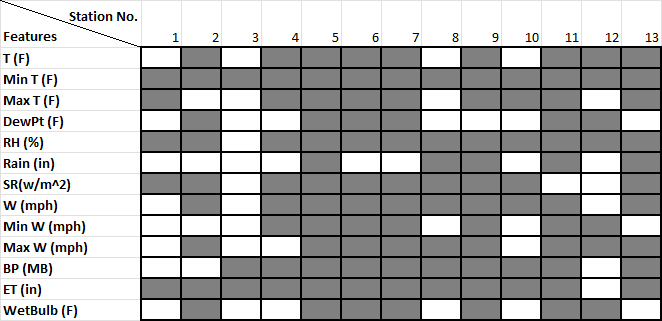 Station No.
Features 1 2 3 4 5 6 7 8 9 10 11 12 13
T (F)
Min T (F)
Max T (F)
DewPt (F)
RH (%)
Rain (in)
SR(w/m^2)
W (mph)
Min W (mph)
Max W (mph)
BP (MB)
ET (in)
WetBulb (F)